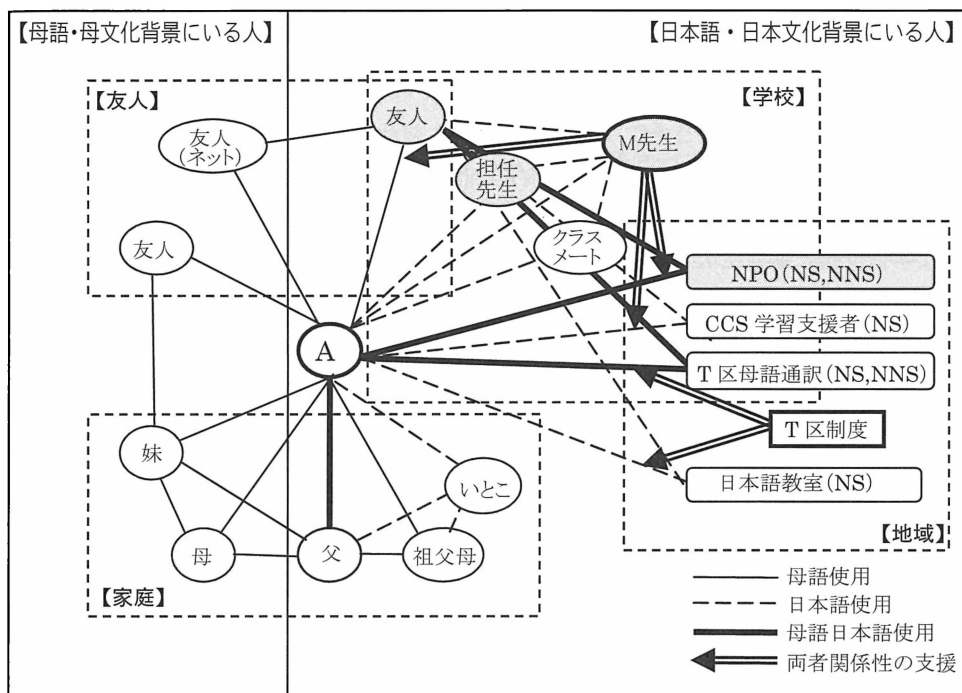 【母語・母文化背景にいる人】
【日本語・日本文化背景にいる人】
【友人】
【学校】
友人
友人
(ネット)
M先生
担任
先生
友人
クラス
メート
NPO(NS,NNS)
CCS 学習支援者(NS)
A
T区母語通訳(NS,NNS)
T区制度
妹
いとこ
日本語教室(NS)
【地域】
母
父
祖父母
【家庭】
母語使用
日本語使用
母語日本語使用
両者関係性の支援